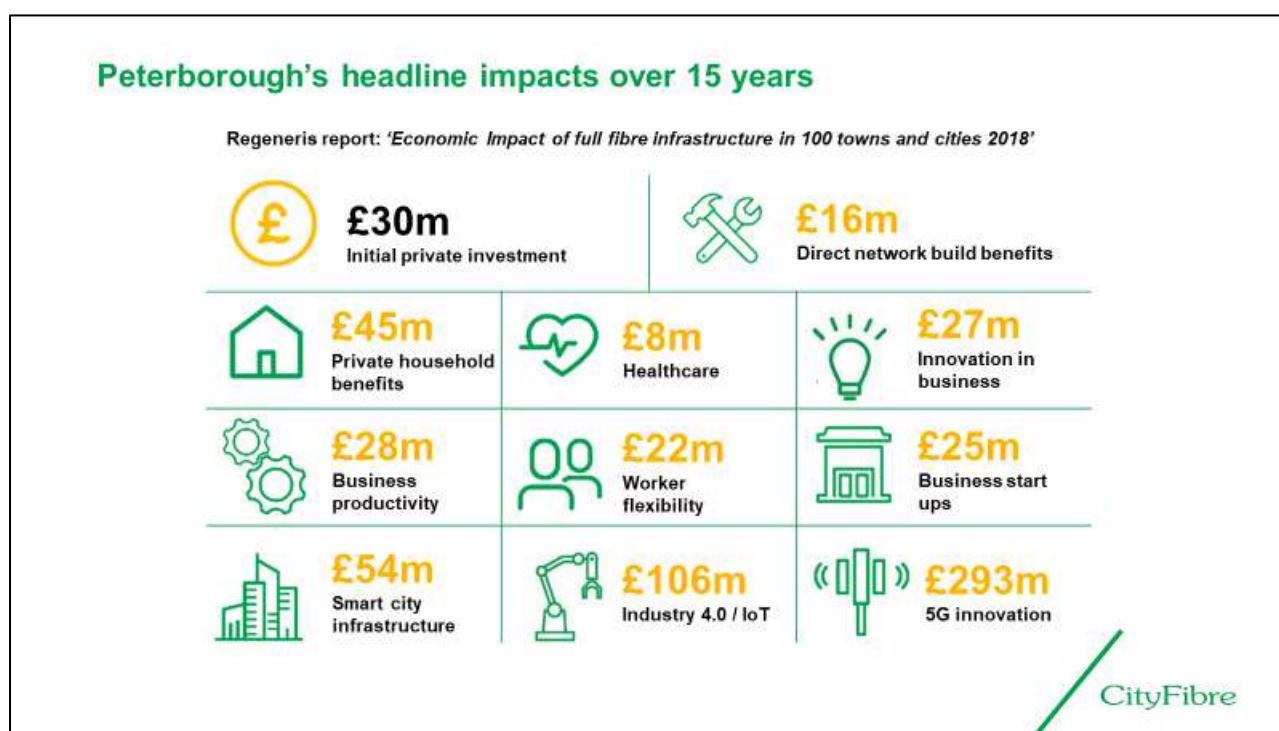 Peterborough's headline impacts over 15 years
Regeneris report: ‘Economic Impact of full fibre infrastructure in 100 towns and cities 2018’
£
£30m
Initial private investment
£16m
Direct network build benefits
£45m
Private household
benefits
£8m
Healthcare
£27m
Innovation in
business
£28m
Business
productivity
£22m
Worker
flexibility
£25m
Business start
ups
£54m
Smart city
infrastructure
£106m
Industry 4.0 / IoT
£293m
5G innovation
CityFibre